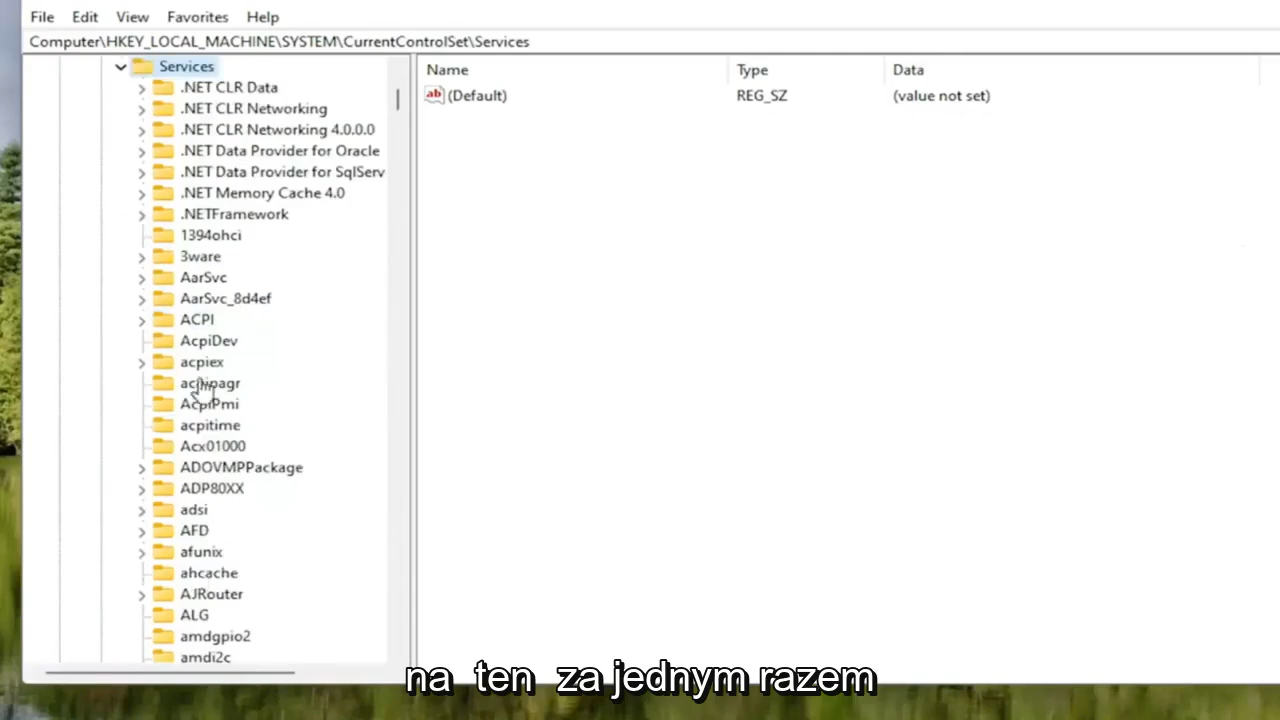 File Edit View Favorites Help
Computer\HKEY_LOCAL_MACHINE\SYSTEM\CurrentControlSet\Services
Services
.NET CLR Data
.NET CLR Networking
.NET CLR Networking 4.0.0.0
.NET Data Provider for Oracle
.NET Data Provider for SqlServ
.NET Memory Cache 4.0
.NETFramework
1394ohci
3ware
AarSvc
AarSvc_8d4ef
ACPI
AcpiDev
acpiex
acpipagr
AcpiPmi
acpitime
Acx01000
ADOVMPPackage
ADP80XX
adsi
AFD
afunix
ahcache
AJRouter
ALG
amdgpio2
amdi2c
Name Type Data
(Default) REG_SZ (value not set)
na ten za jednym razem